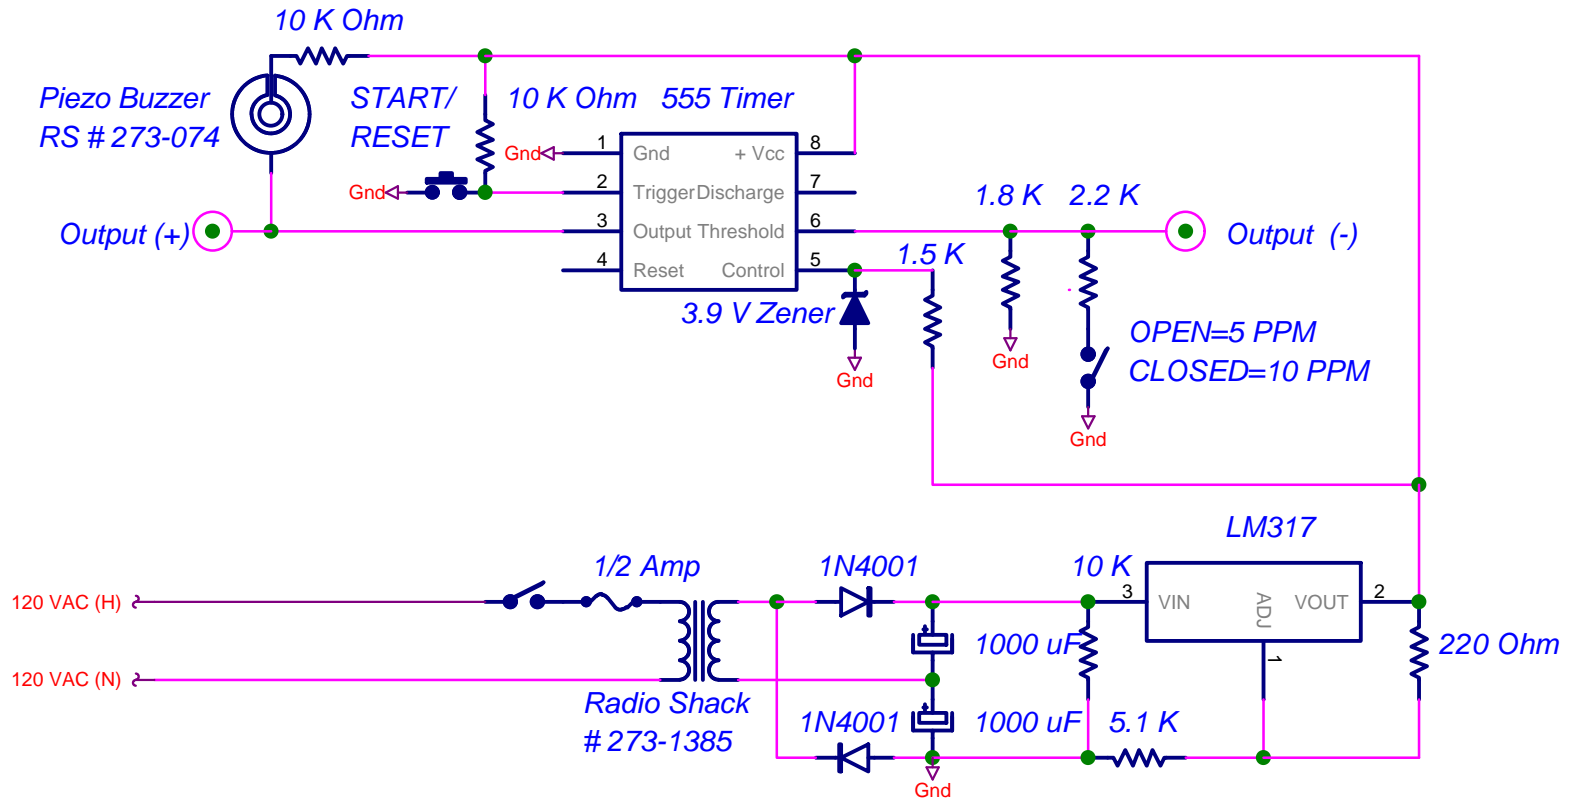 10 K Ohm
Piezo Buzzer
RS # 273-074
START/
RESET
10 K Ohm
555 Timer
Gnd
1
Gnd
+ Vcc
8
Gnd
2
Trigger
Discharge
7
Output (+)
3
Output
Threshold
6
4
Reset
Control
5
1.8 K
2.2 K
Output (-)
1.5 K
3.9 V Zener
Gnd
Gnd
OPEN=5 PPM
CLOSED=10 PPM
Gnd
LM317
120 VAC (H)
1/2 Amp
1N4001
10 K
3
VIN
ADJ
VOUT
2
1
1000 uF
220 Ohm
120 VAC (N)
Radio Shack
# 273-1385
1N4001
1000 uF
5.1 K
Gnd